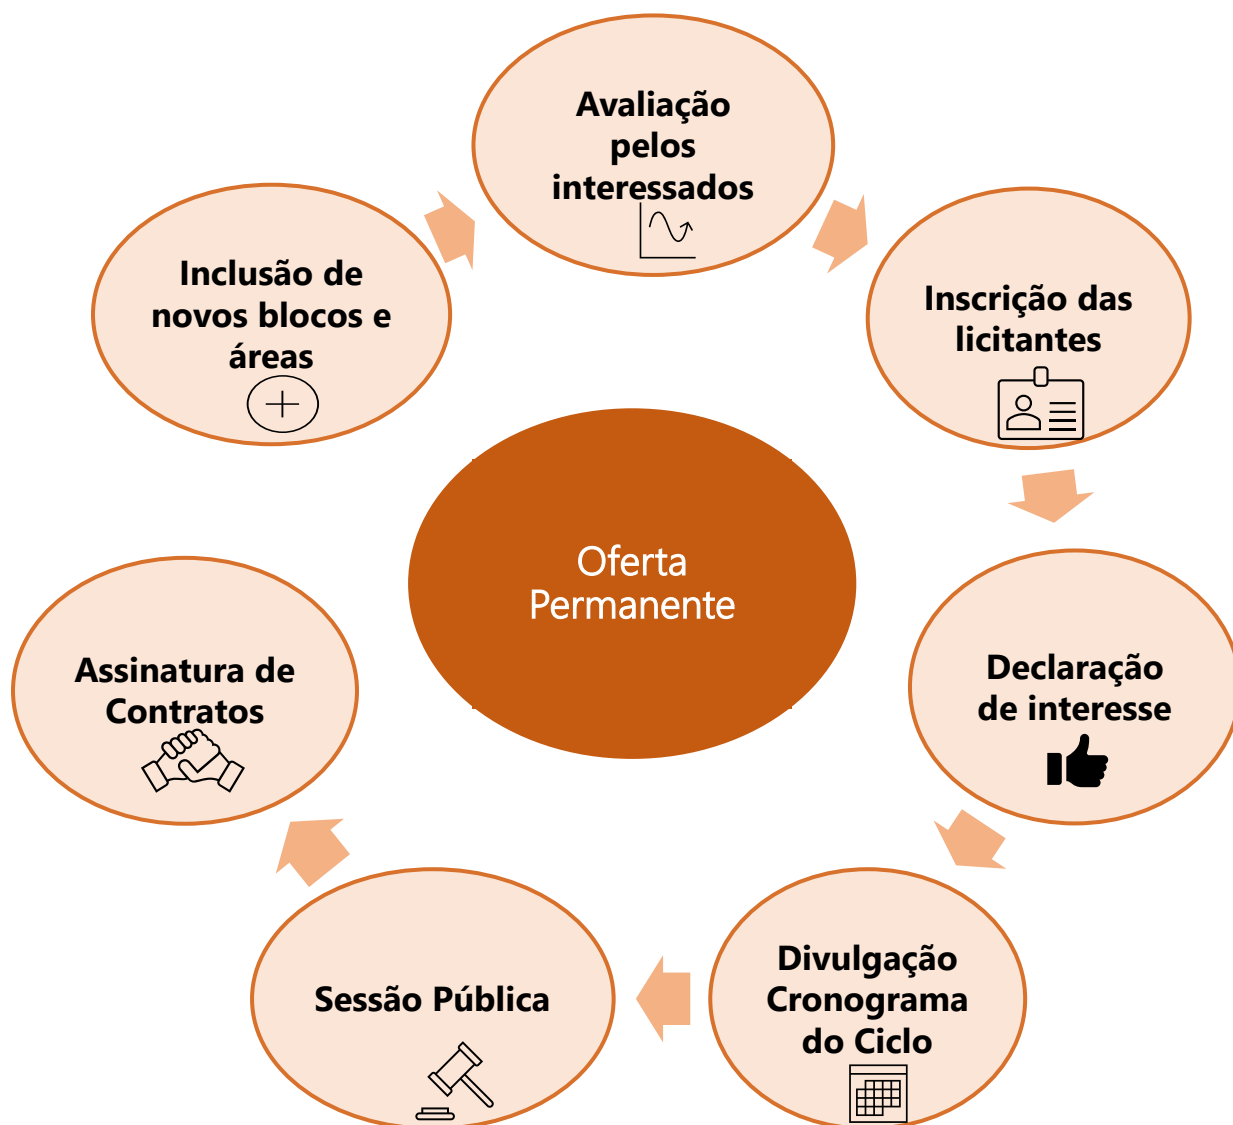 Avaliação
pelos
interessados
Inclusão de
novos blocos e
áreas
Inscrição das
licitantes
Oferta
Permanente
Assinatura de
Contratos
Declaração
de interesse
Divulgação
Cronograma
do Ciclo
Sessão Pública